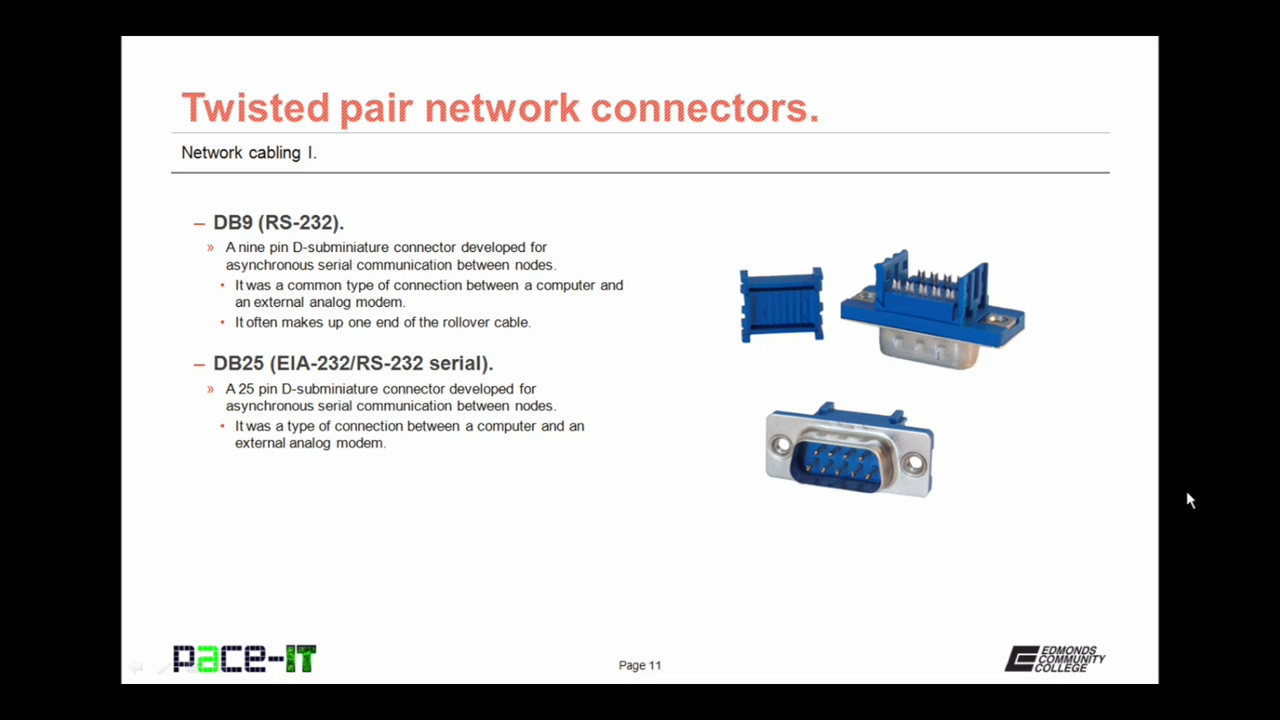 Twisted pair network connectors.
Network cabling I.
– DB9 (RS-232).
» A nine pin D-subminiature connector developed for
asynchronous serial communication between nodes.
• It was a common type of connection between a computer and
an external analog modem.
• It often makes up one end of the rollover cable.
– DB25 (EIA-232/RS-232 serial).
» A 25 pin D-subminiature connector developed for
asynchronous serial communication between nodes.
• It was a type of connection between a computer and an
external analog modem.
pace-IT
Page 11
EDMONDS
COMMUNITY
COLLEGE